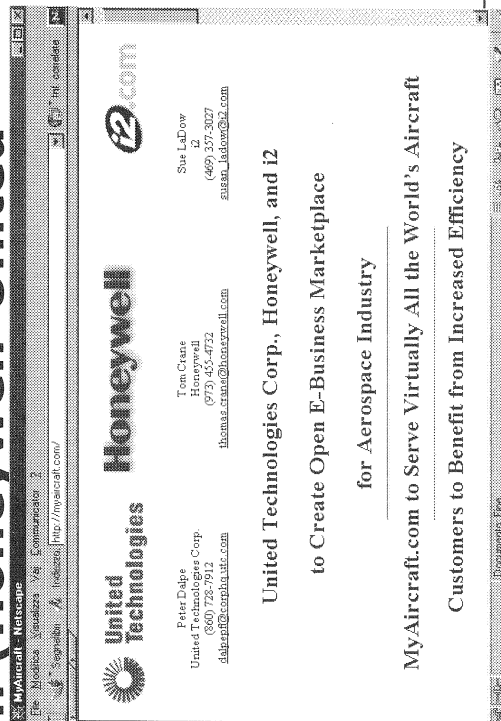 MyAircraft - Netscape
File Modifica Visualizza Vai Communicator ?
Segnalibri Indirizzo: http://myaircraft.com/
United
Technologies
Honeywell
i2.com
Peter Dalpe
United Technologies Corp.
(860) 728-7912
dalpepf@corphq.utc.com
Tom Crane
Honeywell
(973) 455-4732
thomas.crane@honeywell.com
Sue LaDow
i2
(469) 357-3027
susan_ladow@i2.com
United Technologies Corp., Honeywell, and i2
to Create Open E-Business Marketplace
for Aerospace Industry
MyAircraft.com to Serve Virtually All the World's Aircraft
Customers to Benefit from Increased Efficiency